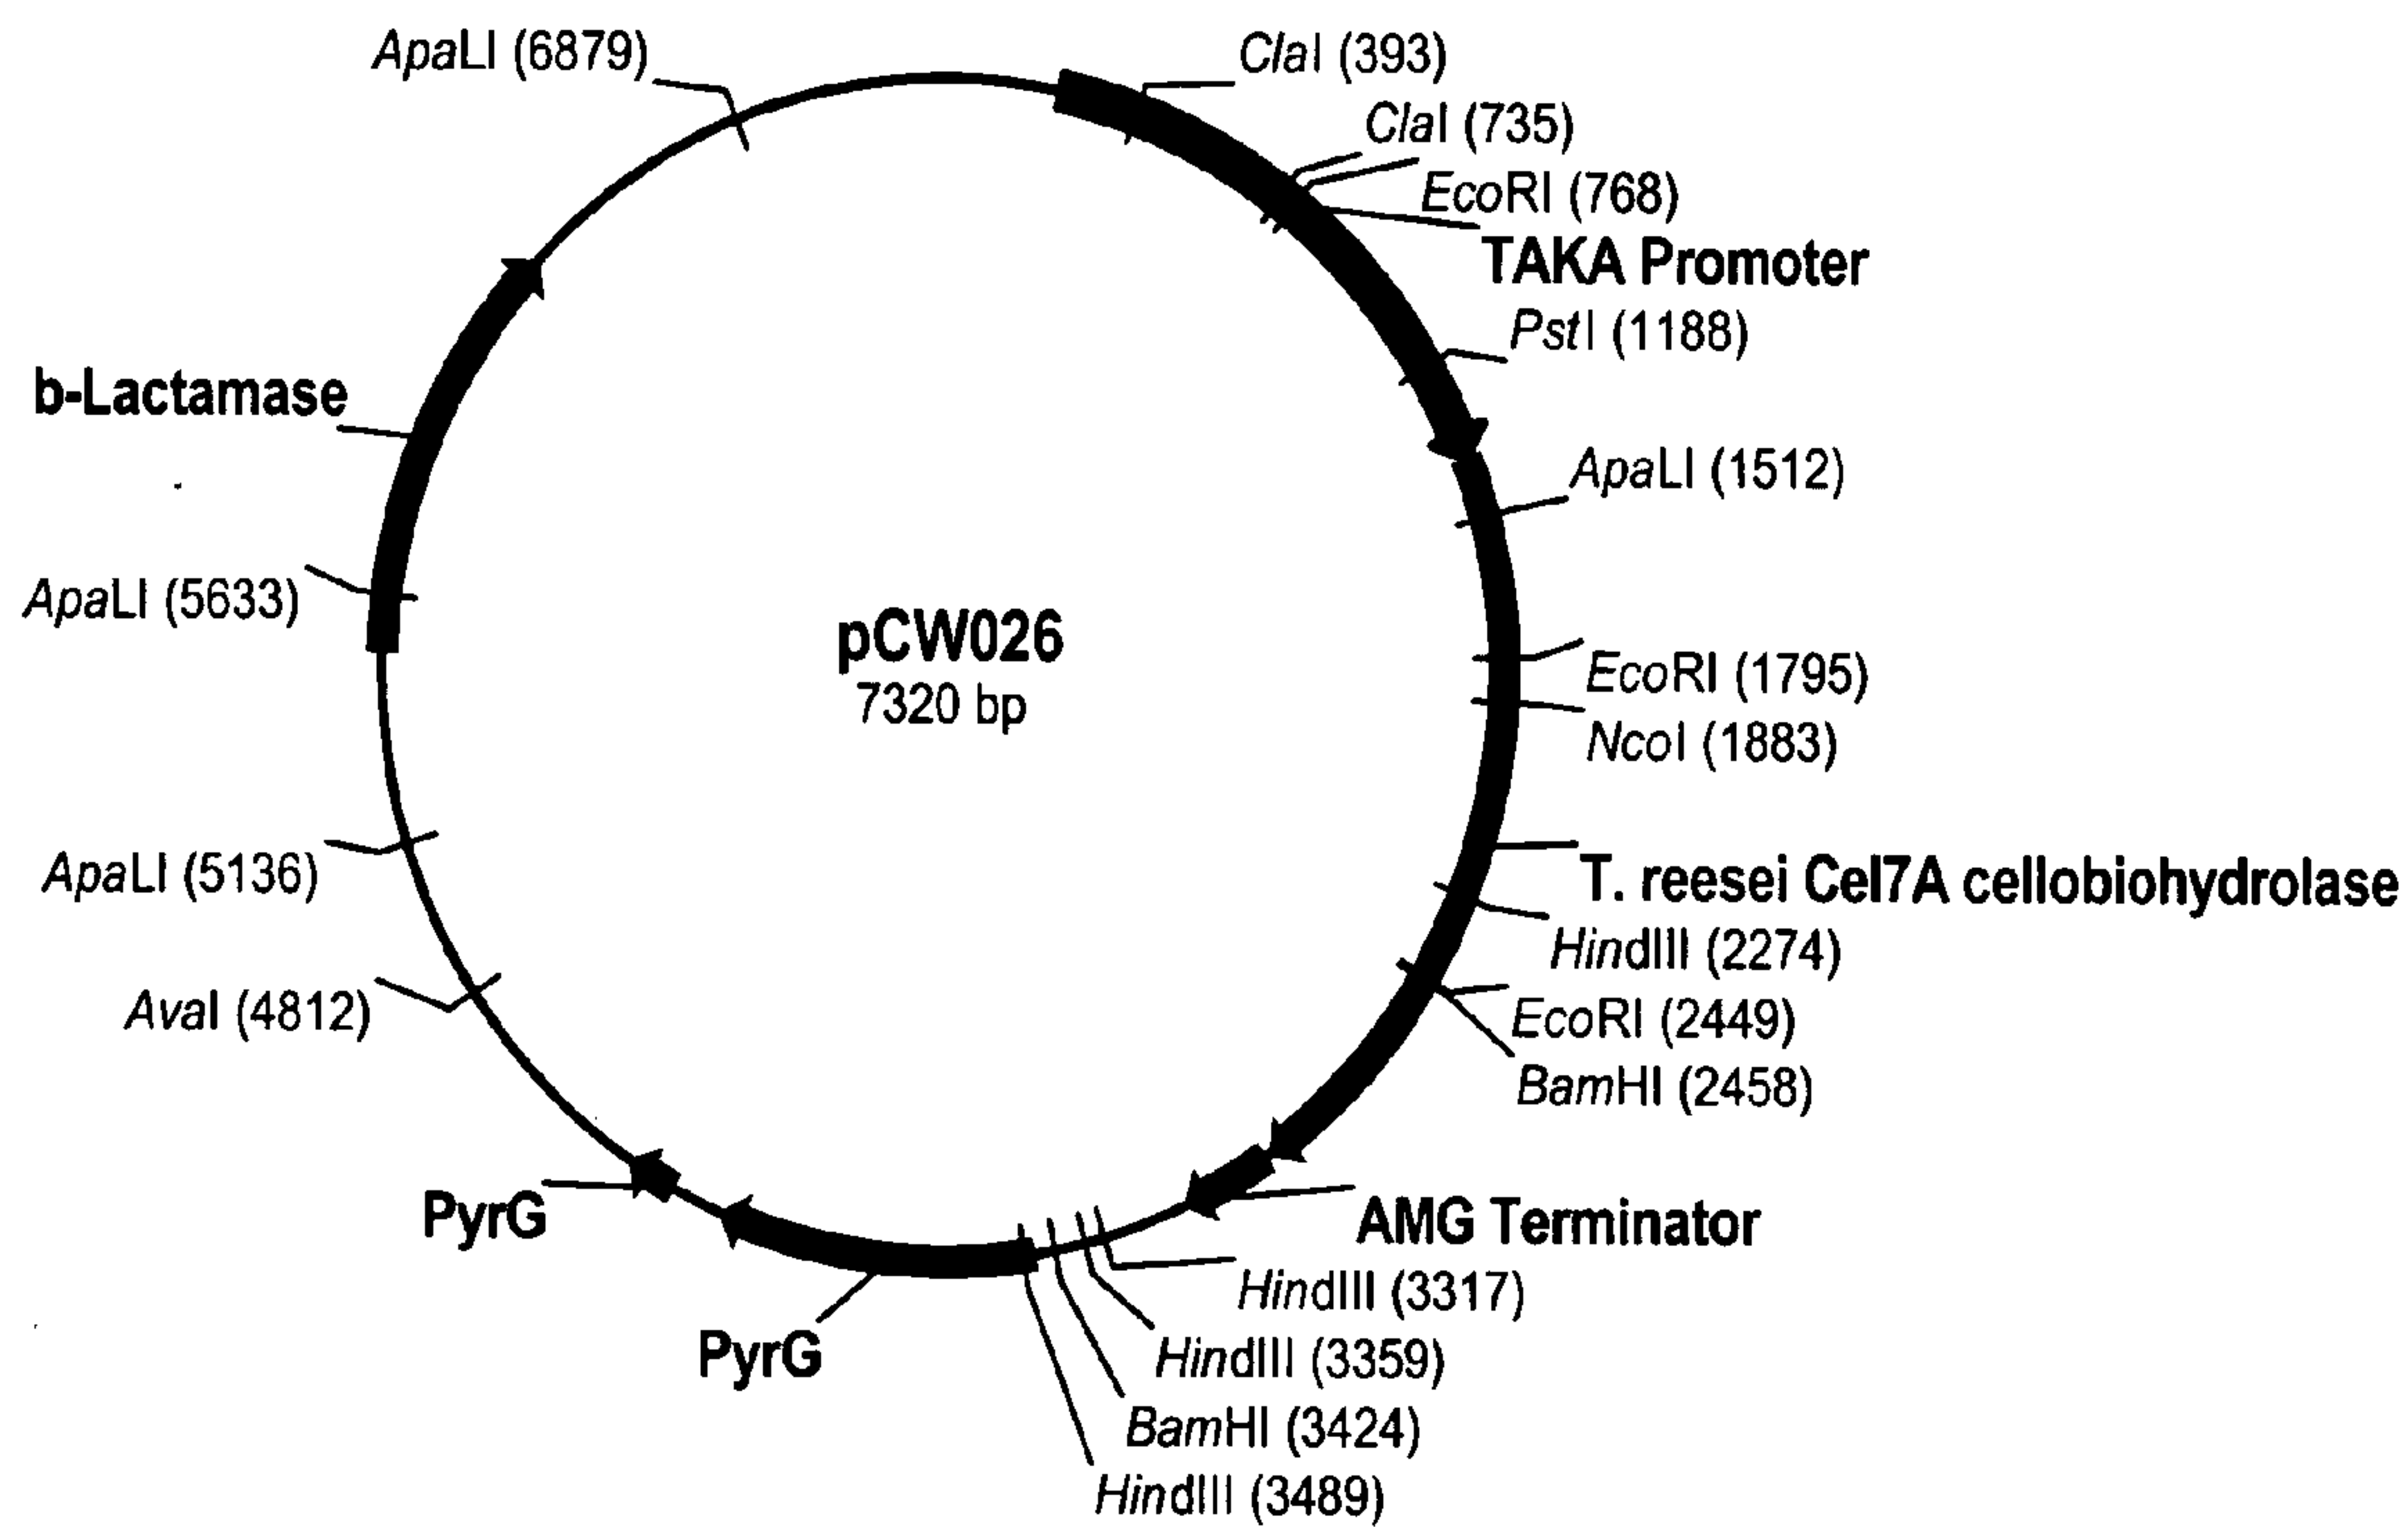 ApaLI (6879)
ClaI (393)
ClaI (735)
EcoRI (768)
TAKA Promoter
PstI (1188)
b-Lactamase
ApaLI (1512)
ApaLI (5633)
pCW026
7320 bp
EcoRI (1795)
NcoI (1883)
ApaLI (5136)
T. reesei Cel7A cellobiohydrolase
HindIII (2274)
AvaI (4812)
EcoRI (2449)
BamHI (2458)
PyrG
AMG Terminator
HindIII (3317)
PyrG
HindIII (3359)
BamHI (3424)
HindIII (3489)